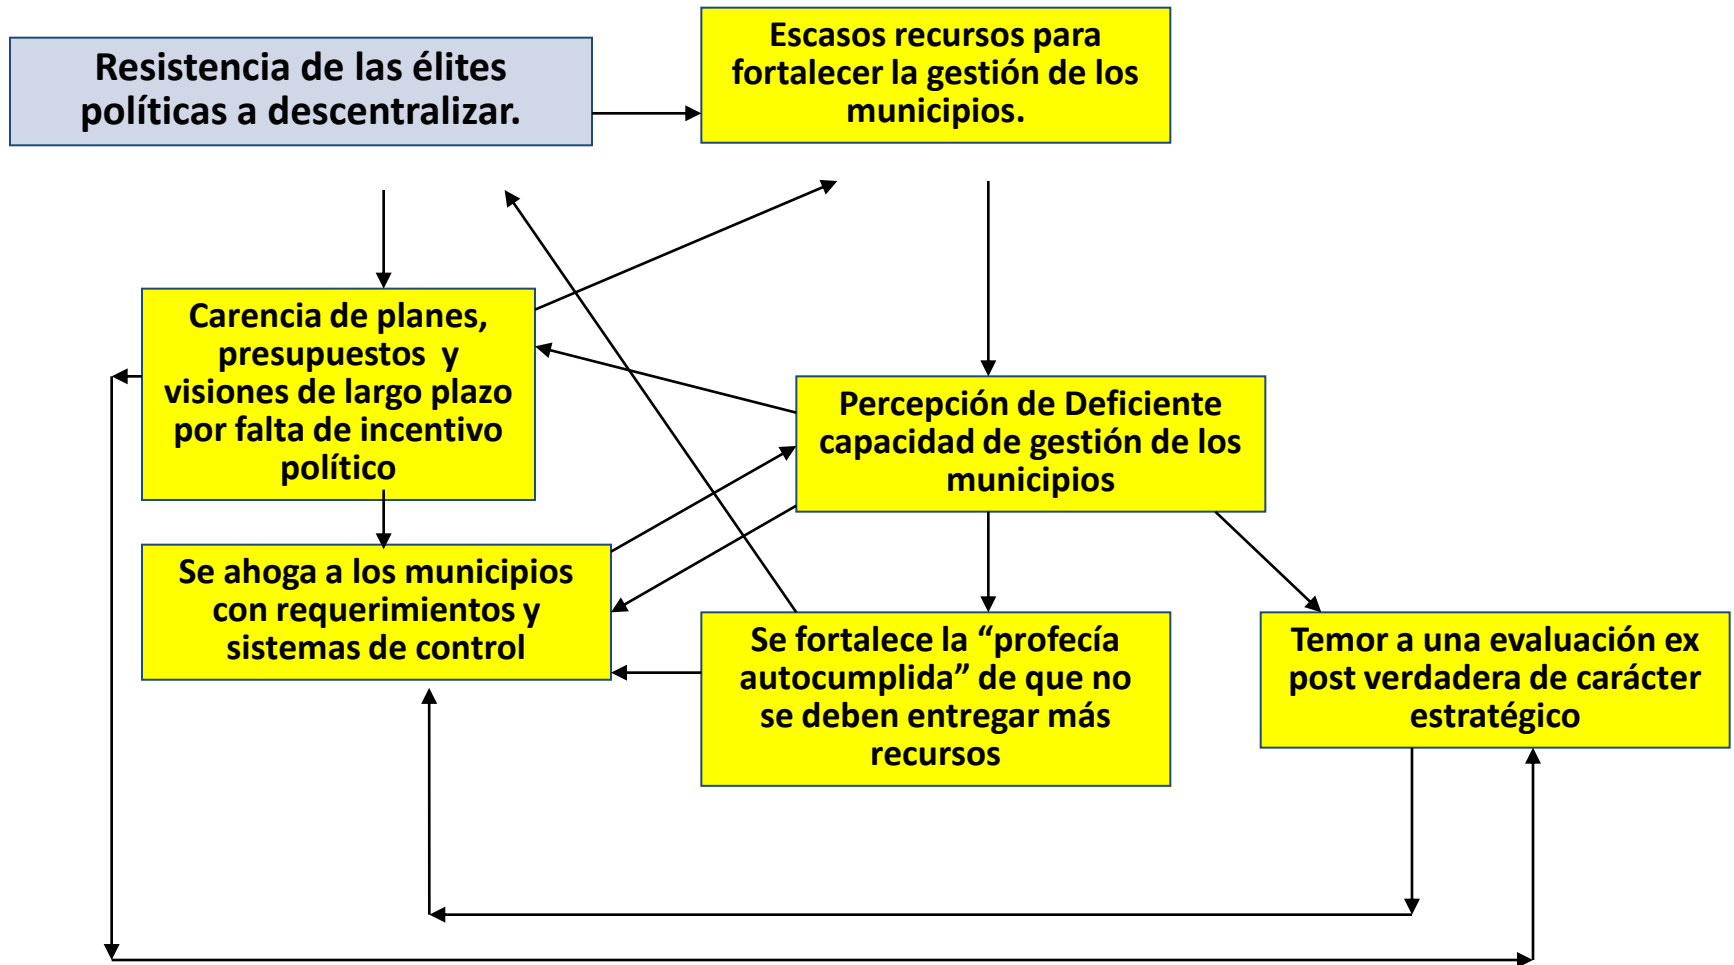 Resistencia de las élites
políticas a descentralizar.
Escasos recursos para
fortalecer la gestión de los
municipios.
Carencia de planes,
presupuestos y
visiones de largo plazo
por falta de incentivo
político
Percepción de Deficiente
capacidad de gestión de los
municipios
Se ahoga a los municipios
con requerimientos y
sistemas de control
Se fortalece la “profecía
autocumplida” de que no
se deben entregar más
recursos
Temor a una evaluación ex
post verdadera de carácter
estratégico